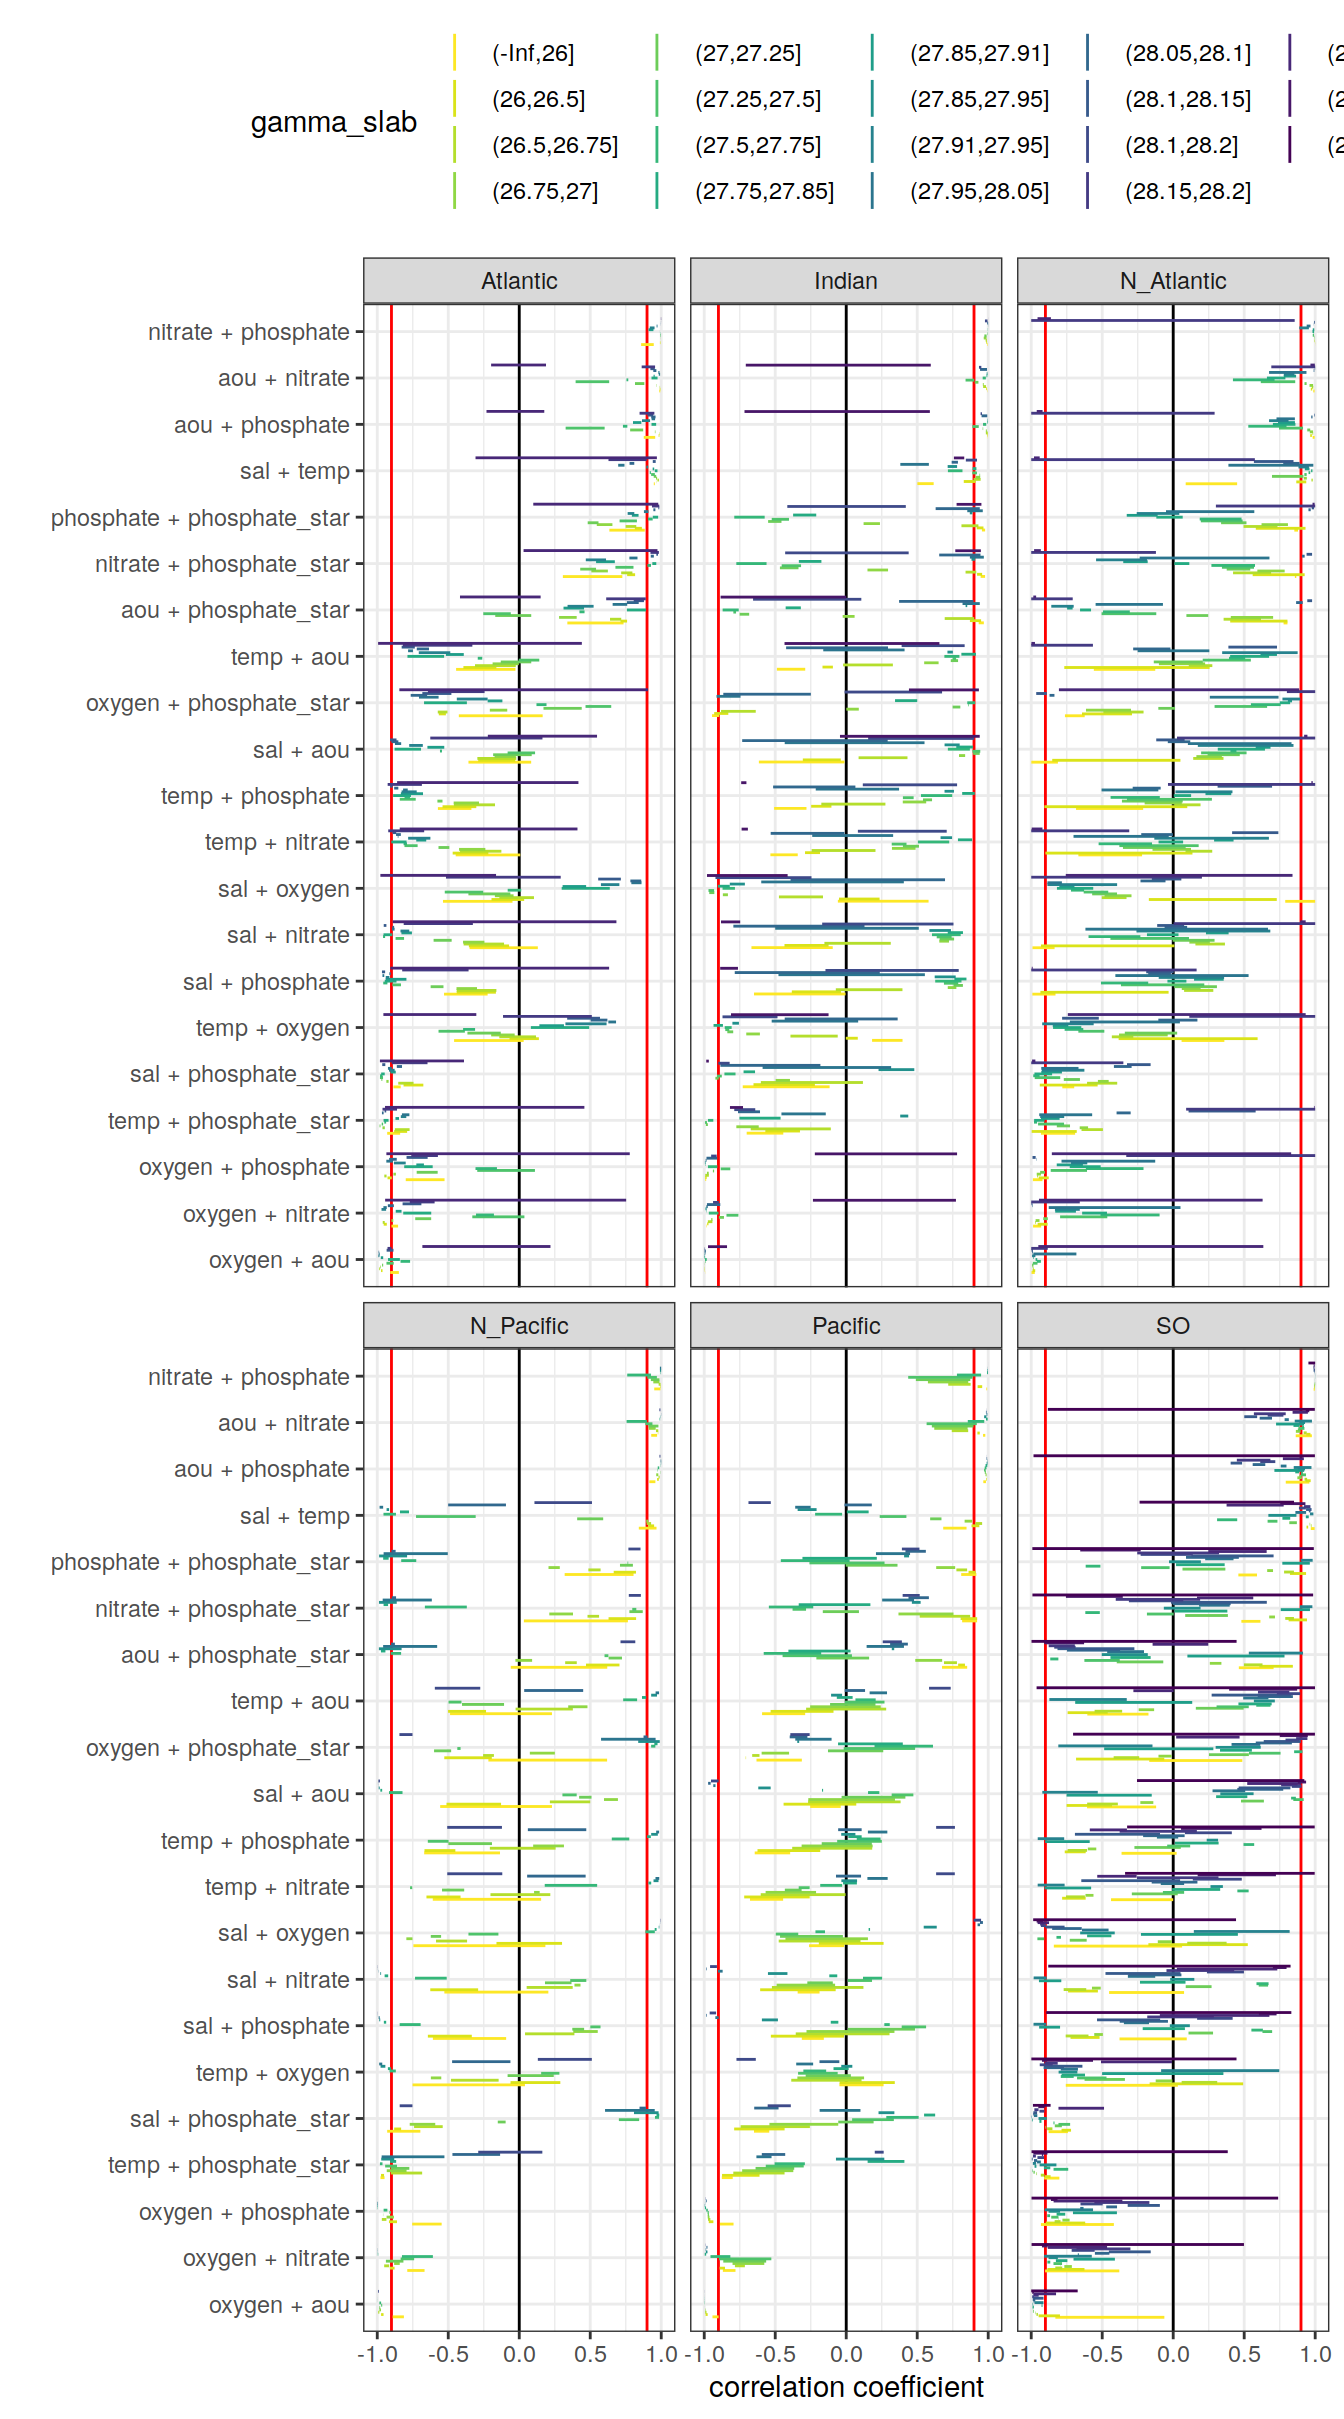 gamma_slab
(-Inf,26]
(26,26.5]
(26.5,26.75]
(26.75,27]
(27,27.25]
(27.25,27.5]
(27.5,27.75]
(27.75,27.85]
(27.85,27.91]
(27.85,27.95]
(27.91,27.95]
(27.95,28.05]
(28.05,28.1]
(28.1,28.15]
(28.1,28.2]
(28.15,28.2]
Atlantic
Indian
N_Atlantic
nitrate + phosphate
aou + nitrate
aou + phosphate
sal + temp
phosphate + phosphate_star
nitrate + phosphate_star
aou + phosphate_star
temp + aou
oxygen + phosphate_star
sal + aou
temp + phosphate
temp + nitrate
sal + oxygen
sal + nitrate
sal + phosphate
temp + oxygen
sal + phosphate_star
temp + phosphate_star
oxygen + phosphate
oxygen + nitrate
oxygen + aou
N_Pacific
Pacific
SO
nitrate + phosphate
aou + nitrate
aou + phosphate
sal + temp
phosphate + phosphate_star
nitrate + phosphate_star
aou + phosphate_star
temp + aou
oxygen + phosphate_star
sal + aou
temp + phosphate
temp + nitrate
sal + oxygen
sal + nitrate
sal + phosphate
temp + oxygen
sal + phosphate_star
temp + phosphate_star
oxygen + phosphate
oxygen + nitrate
oxygen + aou
-1.0 -0.5 0.0 0.5 1.0 -1.0 -0.5 0.0 0.5 1.0 -1.0 -0.5 0.0 0.5 1.0
correlation coefficient